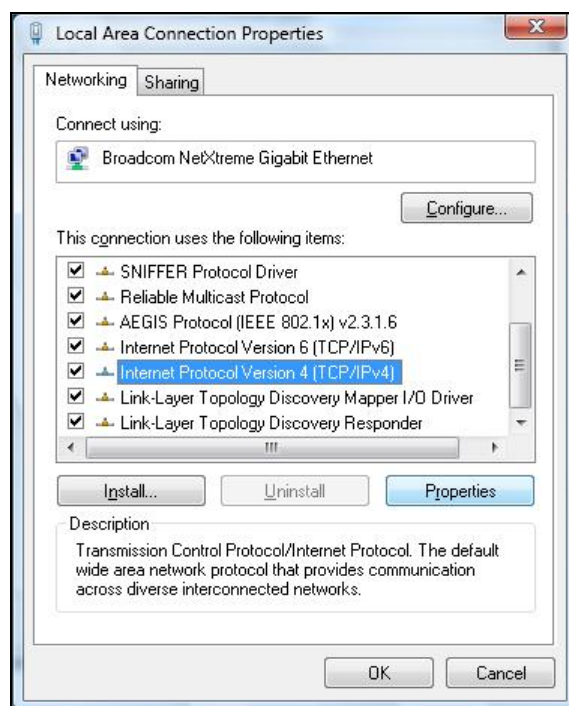 Local Area Connection Properties
Networking
Sharing
Connect using:
Broadcom NetXtreme Gigabit Ethernet
Configure...
This connection uses the following items:
SNIFFER Protocol Driver
Reliable Multicast Protocol
AEGIS Protocol (IEEE 802.1x) v2.3.1.6
Internet Protocol Version 6 (TCP/IPv6)
Internet Protocol Version 4 (TCP/IPv4)
Link-Layer Topology Discovery Mapper I/O Driver
Link-Layer Topology Discovery Responder
Install...
Uninstall
Properties
Description
Transmission Control Protocol/Internet Protocol. The default
wide area network protocol that provides communication
across diverse interconnected networks.
OK
Cancel